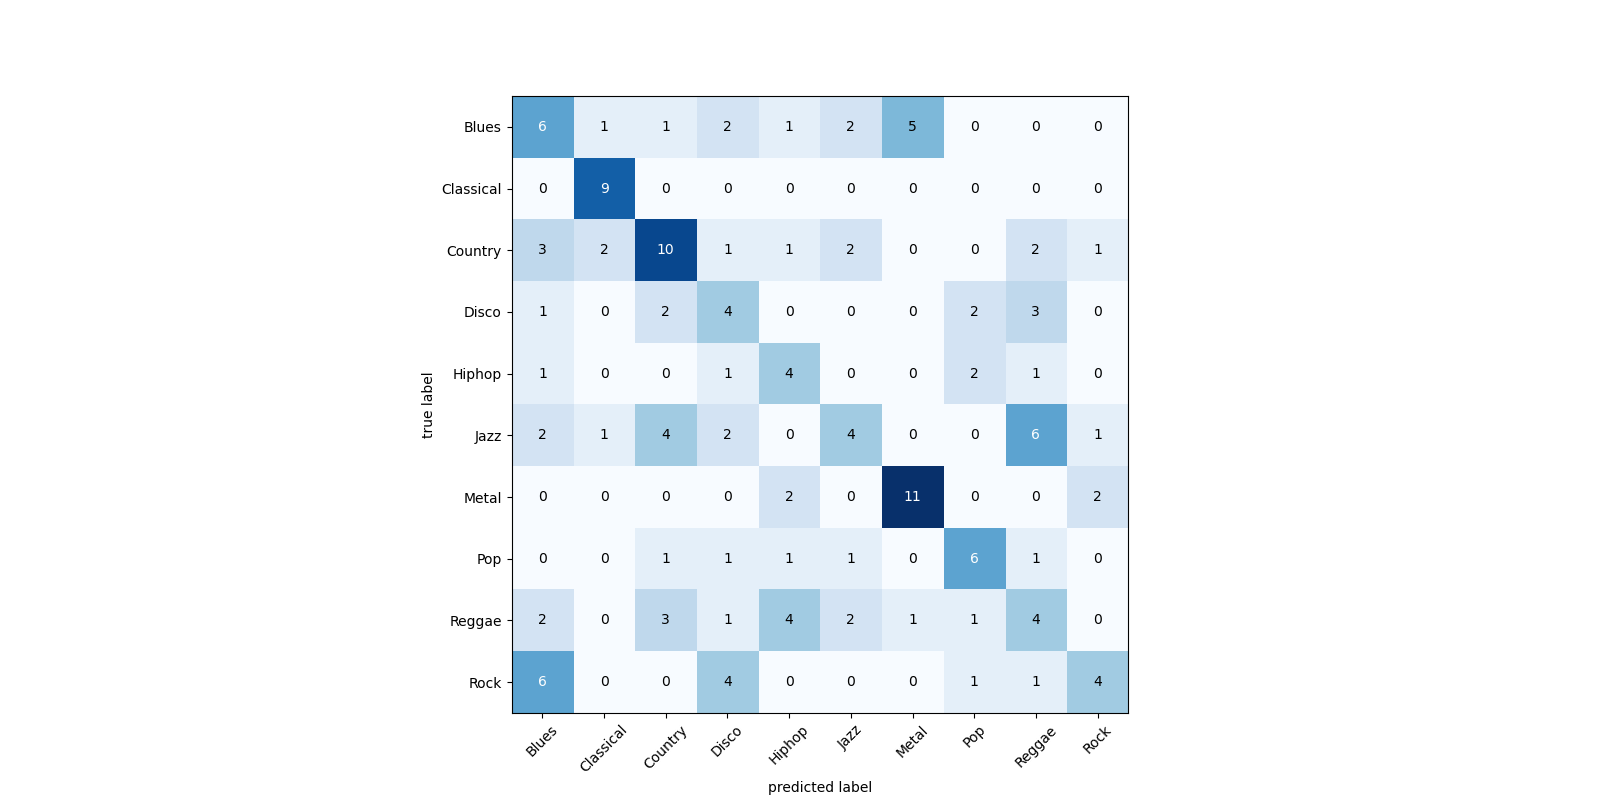 Blues 6 1 1 2 1 2 5 0 0 0
Classical 0 9 0 0 0 0 0 0 0 0
Country 3 2 10 1 1 2 0 0 2 1
Disco 1 0 2 4 0 0 0 2 3 0
Hiphop 1 0 0 1 4 0 0 2 1 0
Jazz 2 1 4 2 0 4 0 0 6 1
Metal 0 0 0 0 2 0 11 0 0 2
Pop 0 0 1 1 1 1 0 6 1 0
Reggae 2 0 3 1 4 2 1 1 4 0
Rock 6 0 0 4 0 0 0 1 1 4
true label
Blues Classical Country Disco Hiphop Jazz Metal Pop Reggae Rock
predicted label